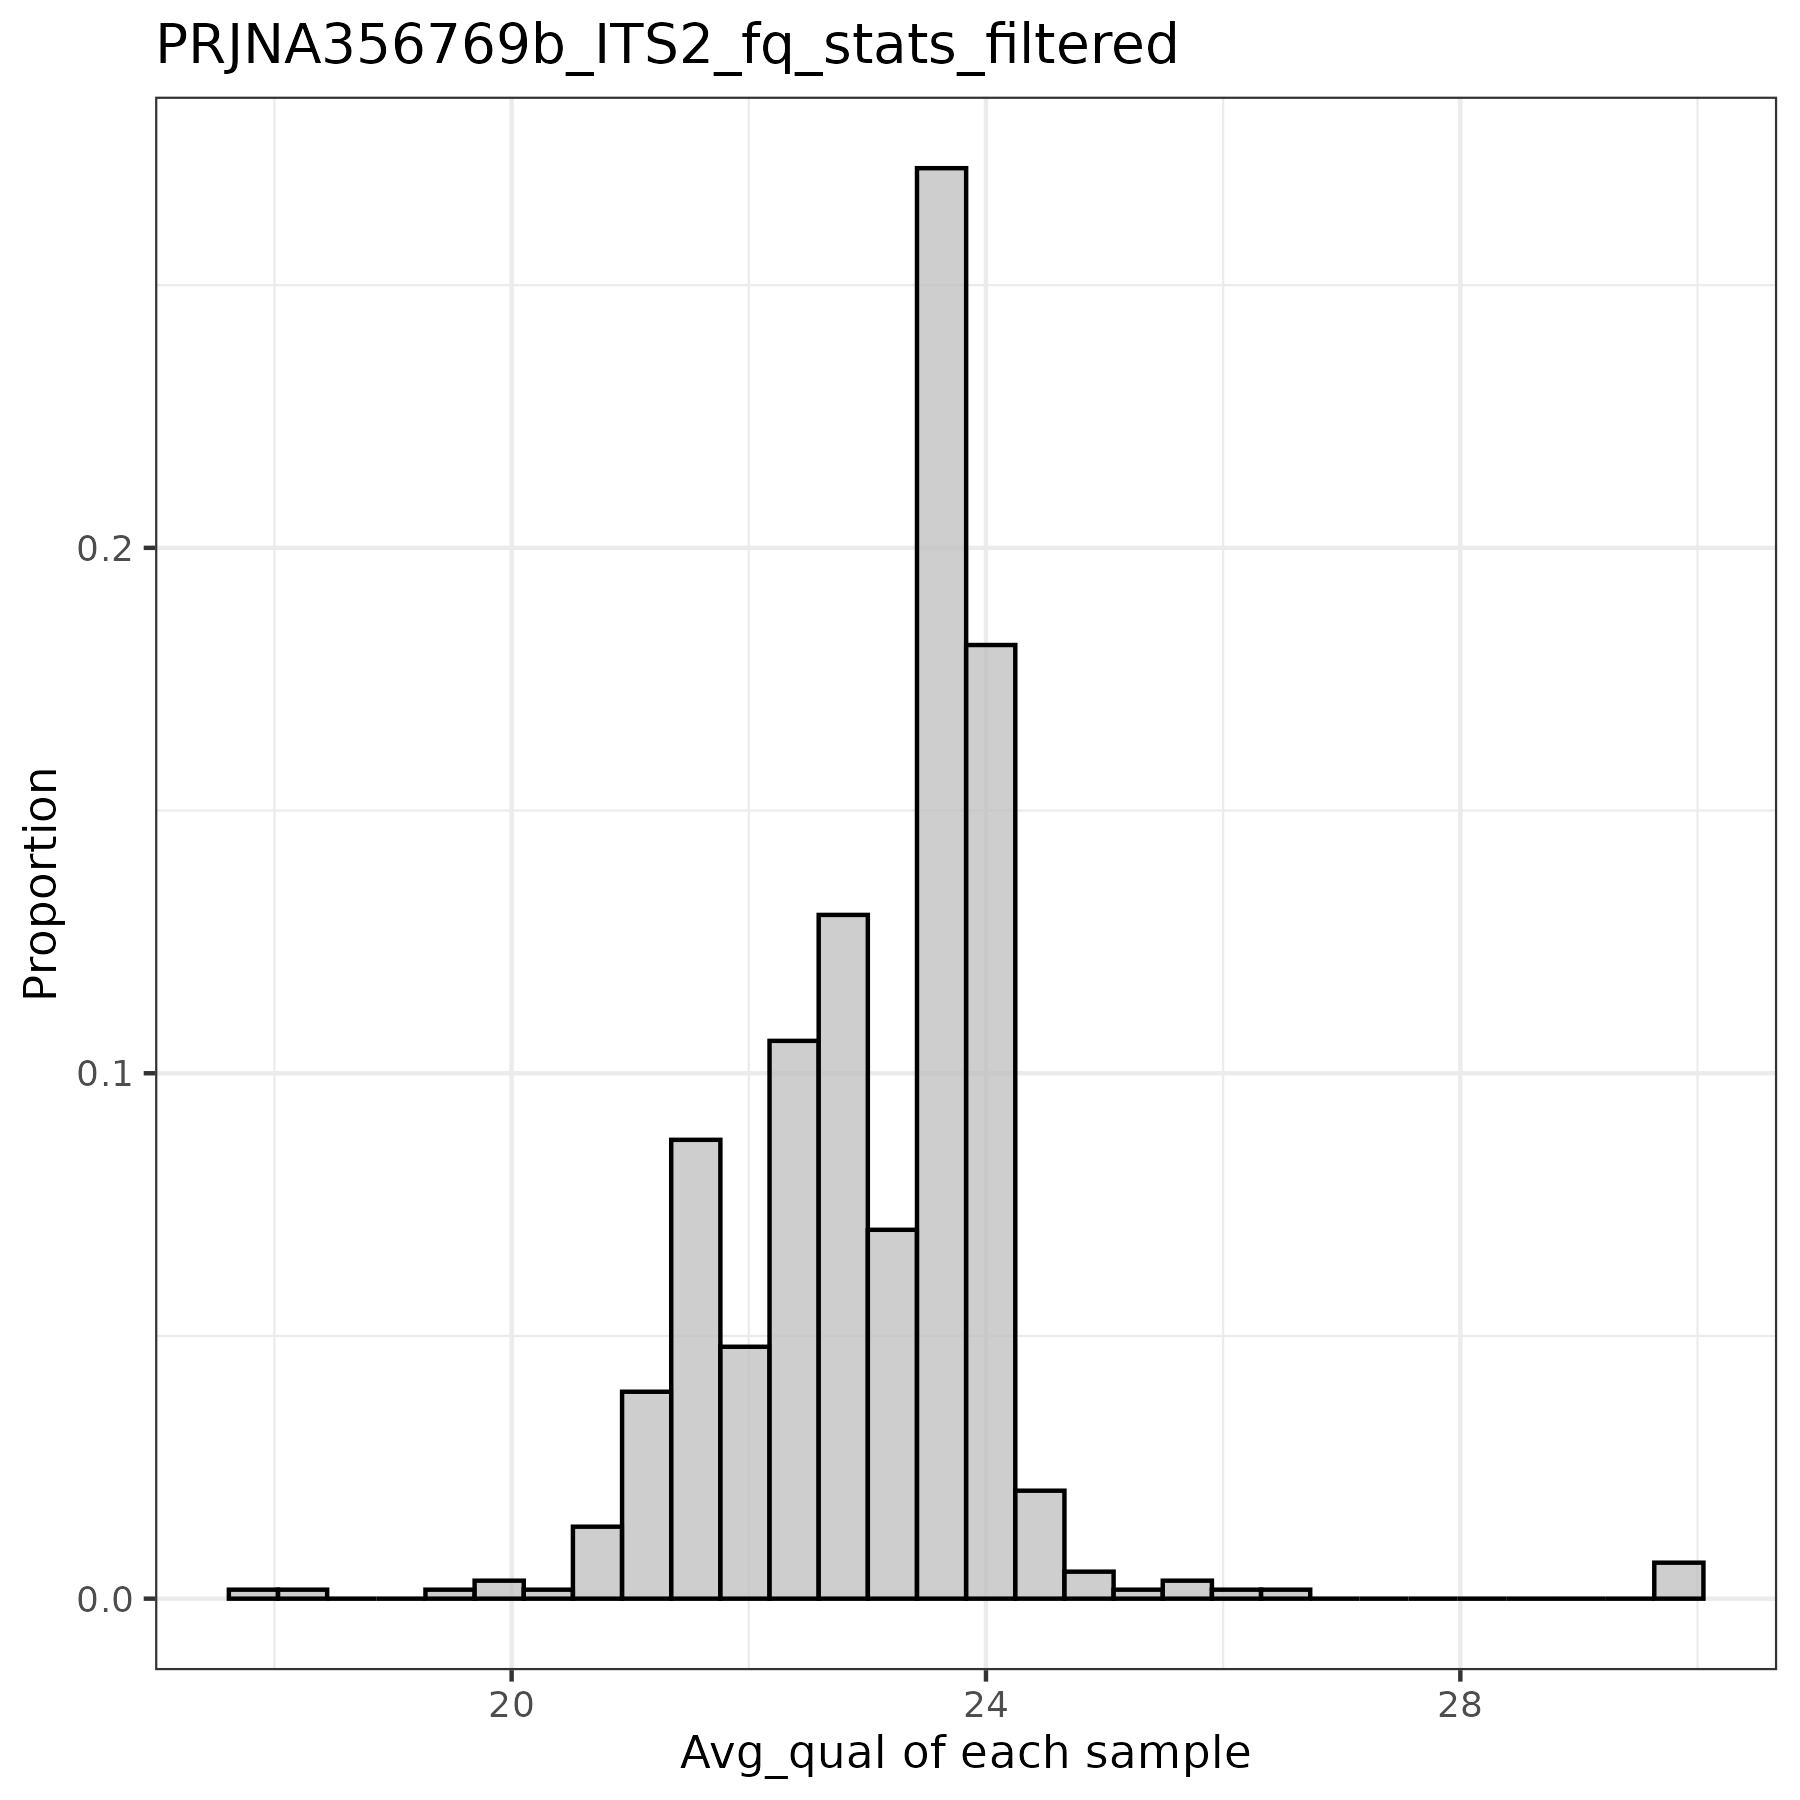 PRJNA356769b_ITS2_fq_stats_filtered
Proportion
0.2
0.1
0.0
20 24 28
Avg_qual of each sample